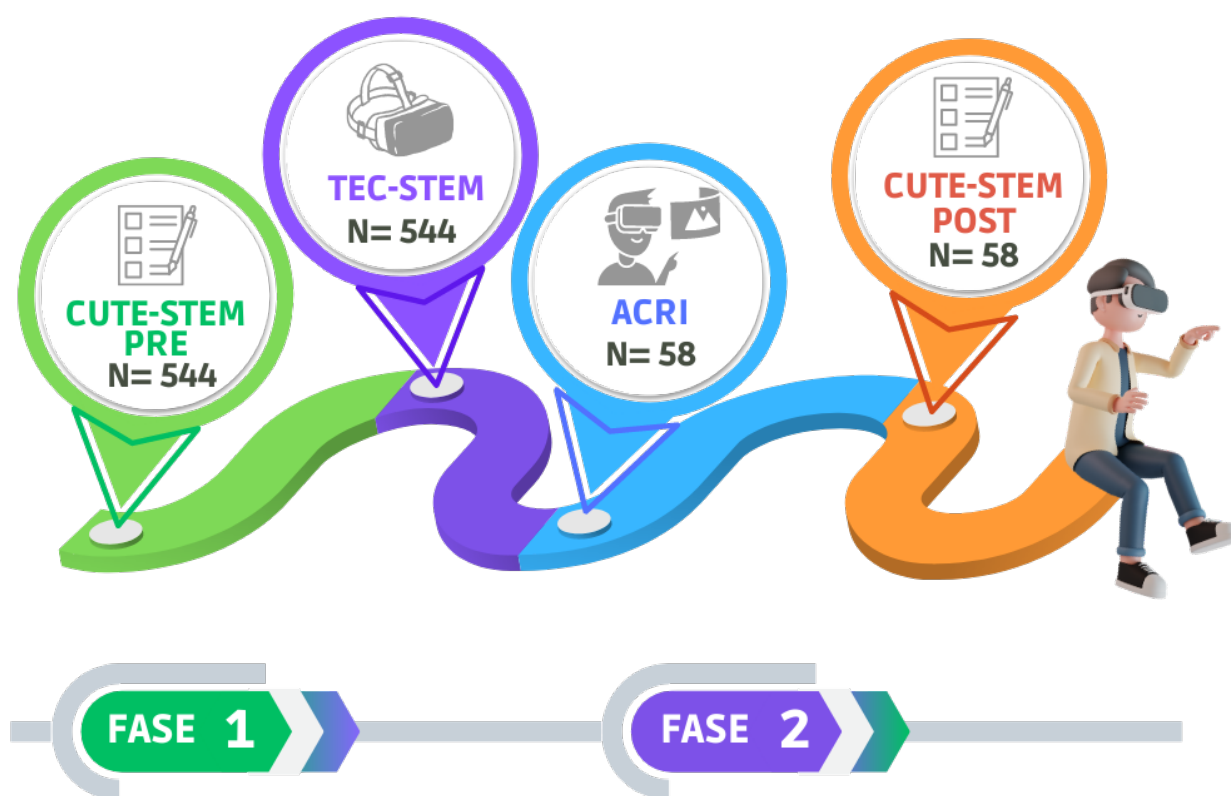 CUTE-STEM
PRE
N= 544
TEC-STEM
N= 544
ACRI
N= 58
CUTE-STEM
POST
N= 58
FASE 1
FASE 2